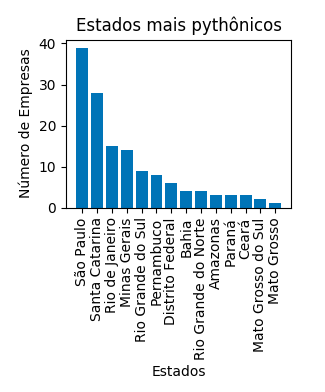 Estados mais pythônicos
Número de Empresas
40
30
20
10
0
São Paulo
Santa Catarina
Rio de Janeiro
Minas Gerais
Rio Grande do Sul
Pernambuco
Distrito Federal
Bahia
Rio Grande do Norte
Amazonas
Paraná
Ceará
Mato Grosso do Sul
Mato Grosso
Estados